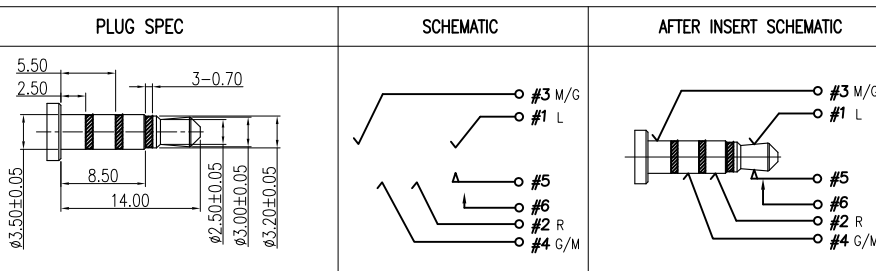 PLUG SPEC
SCHEMATIC
AFTER INSERT SCHEMATIC
5.50
2.50
3-0.70
8.50
14.00
ø3.50±0.05
ø2.50±0.05
ø3.00±0.05
ø3.20±0.05
#3 M/G
#1 L
#5
#6
#2 R
#4 G/M
#3 M/G
#1 L
#5
#6
#2 R
#4 G/M